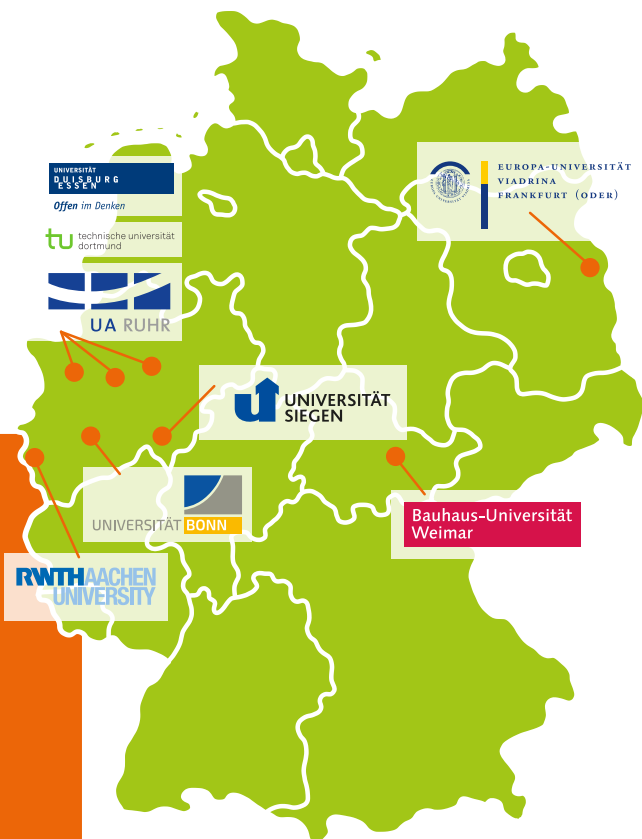 UNIVERSITÄT
DUISBURG
ESSEN
Offen im Denken
technische universität
dortmund
UA RUHR
EUROPA-UNIVERSITÄT
VIADRINA
FRANKFURT (ODER)
UNIVERSITÄT
SIEGEN
UNIVERSITÄT BONN
Bauhaus-Universität
Weimar
RWTHAACHEN
UNIVERSITY